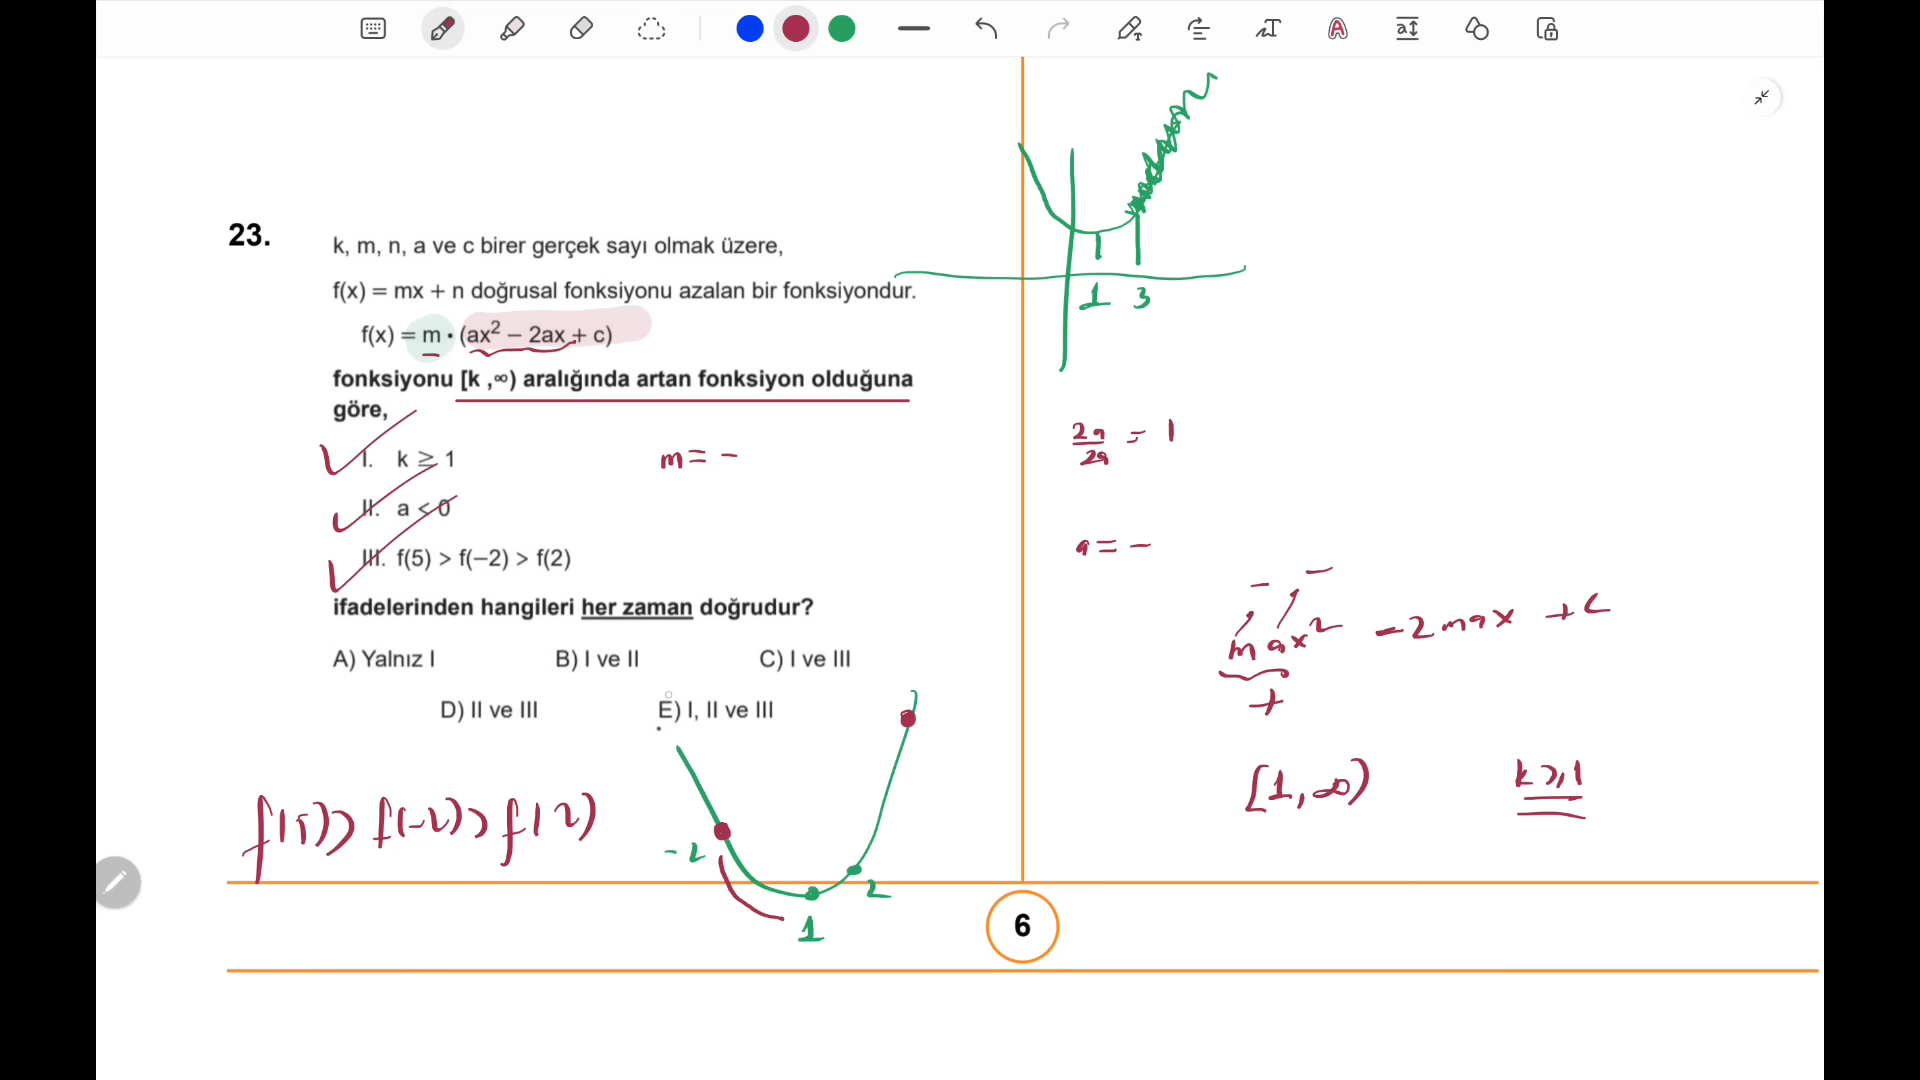 23.
k, m, n, a ve c birer gerçek sayı olmak üzere,
f(x) = mx + n doğrusal fonksiyonu azalan bir fonksiyondur.
f(x) = m · (ax² − 2ax + c)
fonksiyonu [k ,∞) aralığında artan fonksiyon olduğuna
göre,
I. k ≥ 1
m = -
II. a < 0
III. f(5) > f(−2) > f(2)
ifadelerinden hangileri her zaman doğrudur?
A) Yalnız I B) I ve II C) I ve III
D) II ve III E) I, II ve III
f(5) > f(-2) > f(2)
-2
2
1
1 3
2a/2a = 1
a = -
- -
max² - 2max + c
+
[1, ∞) k ≥ 1
6